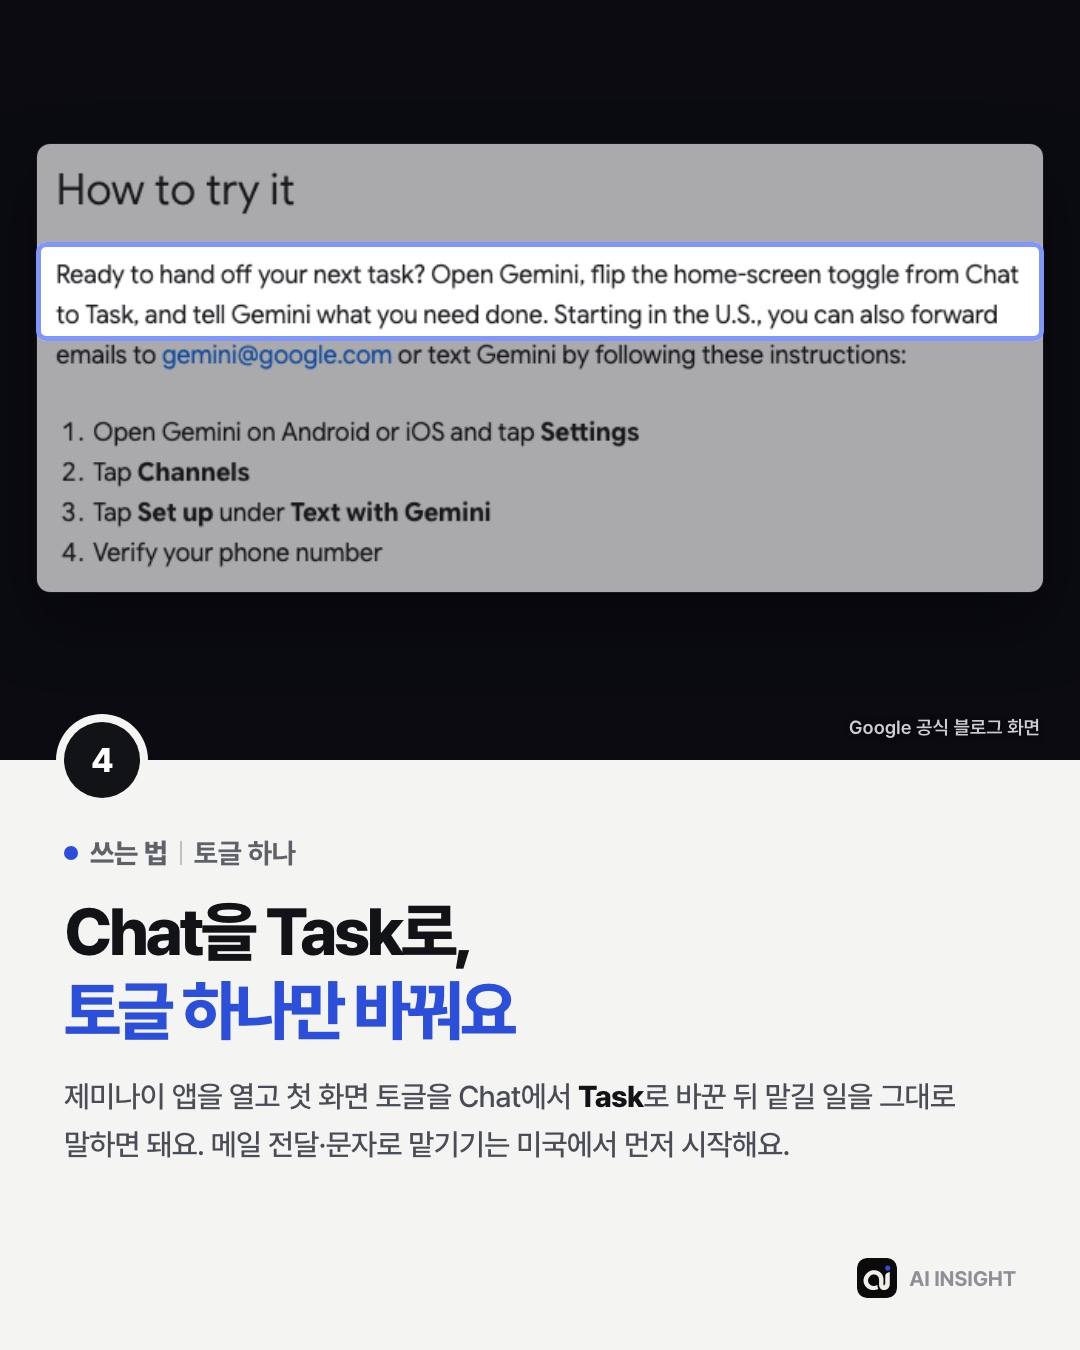 How to try it
Ready to hand off your next task? Open Gemini, flip the home-screen toggle from Chat
to Task, and tell Gemini what you need done. Starting in the U.S., you can also forward
emails to gemini@google.com or text Gemini by following these instructions:
1. Open Gemini on Android or iOS and tap Settings
2. Tap Channels
3. Tap Set up under Text with Gemini
4. Verify your phone number
Google 공식 블로그 화면
4
쓰는 법 | 토글 하나
Chat을 Task로,
토글 하나만 바꿔요
제미나이 앱을 열고 첫 화면 토글을 Chat에서 Task로 바꾼 뒤 맡길 일을 그대로
말하면 돼요. 메일 전달·문자로 맡기기는 미국에서 먼저 시작해요.
ai AI INSIGHT